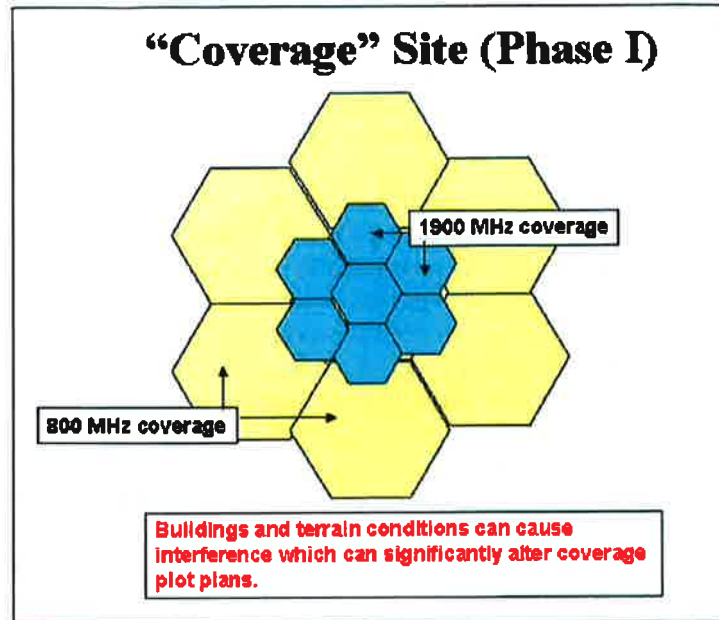 “Coverage” Site (Phase I)
1900 MHz coverage
800 MHz coverage
Buildings and terrain conditions can cause
interference which can significantly alter coverage
plot plans.